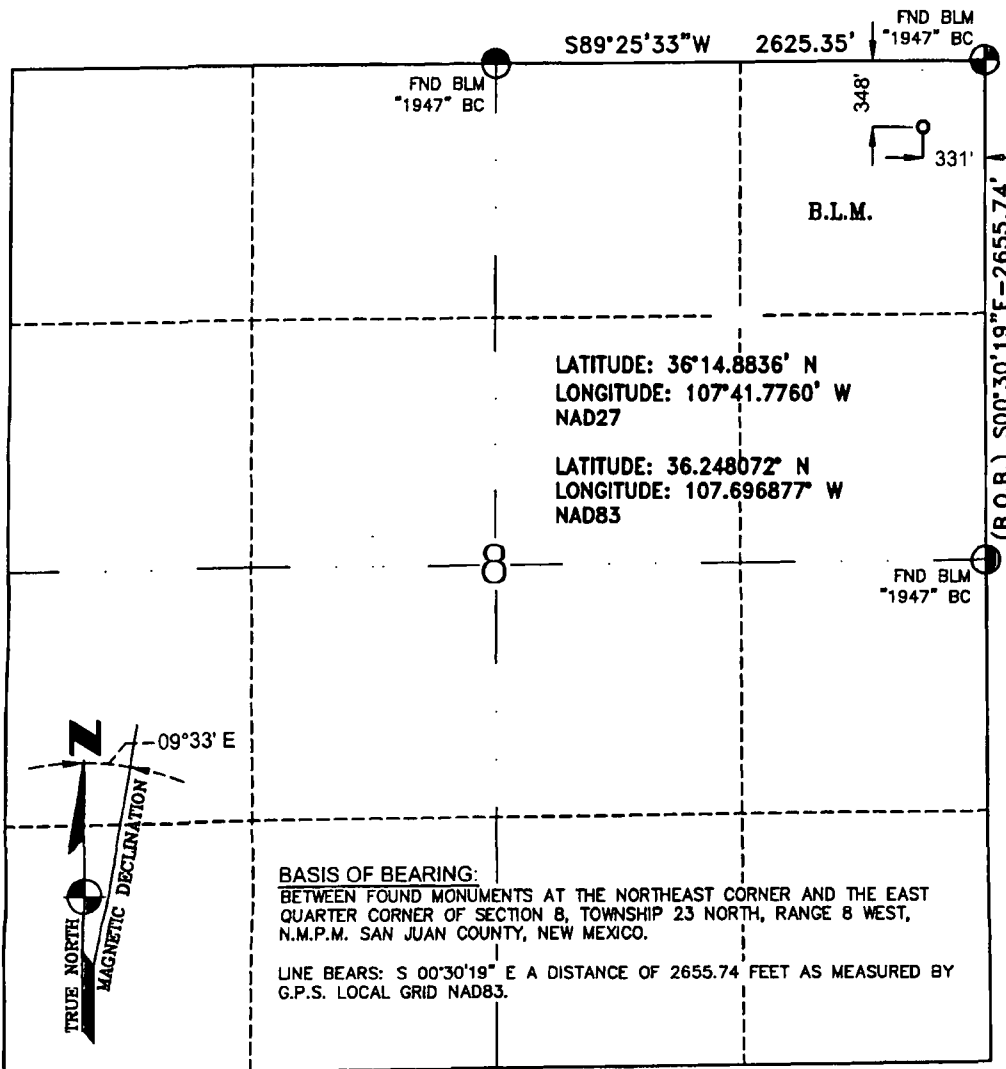 S89°25'33"W 2625.35'
FND BLM
"1947" BC
FND BLM
"1947" BC
348'
331'
B.L.M.
(B.O.B.) S00°30'19"E-2655.74'
LATITUDE: 36°14.8836' N
LONGITUDE: 107°41.7760' W
NAD27
LATITUDE: 36.248072° N
LONGITUDE: 107.696877° W
NAD83
8
FND BLM
"1947" BC
N
09°33' E
TRUE NORTH
MAGNETIC DECLINATION
BASIS OF BEARING:
BETWEEN FOUND MONUMENTS AT THE NORTHEAST CORNER AND THE EAST
QUARTER CORNER OF SECTION 8, TOWNSHIP 23 NORTH, RANGE 8 WEST,
N.M.P.M. SAN JUAN COUNTY, NEW MEXICO.
LINE BEARS: S 00°30'19" E A DISTANCE OF 2655.74 FEET AS MEASURED BY
G.P.S. LOCAL GRID NAD83.